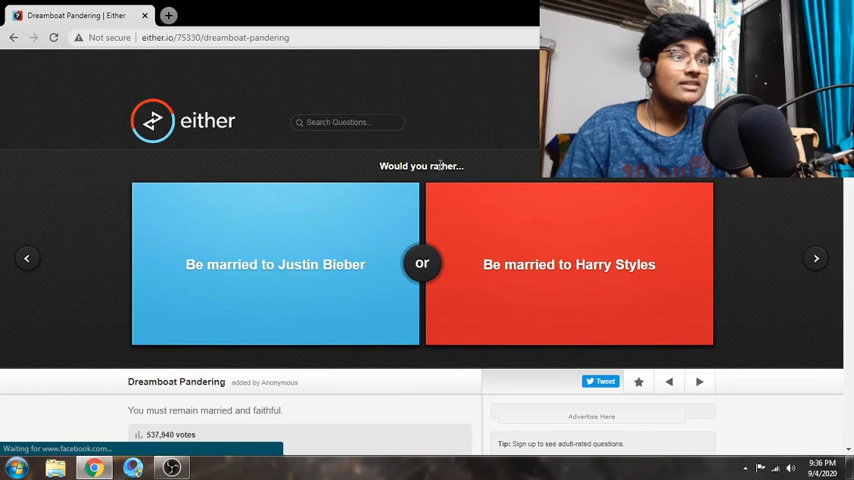 Dreamboat Pandering | Either
Not secure | either.io/75330/dreamboat-pandering
either
Search Questions...
Would you rather...
Be married to Justin Bieber
or
Be married to Harry Styles
Dreamboat Pandering added by Anonymous
Tweet
You must remain married and faithful.
Advertise Here
537,940 votes
Tip: Sign up to see adult-rated questions.
Waiting for www.facebook.com...
9:36 PM
9/4/2020